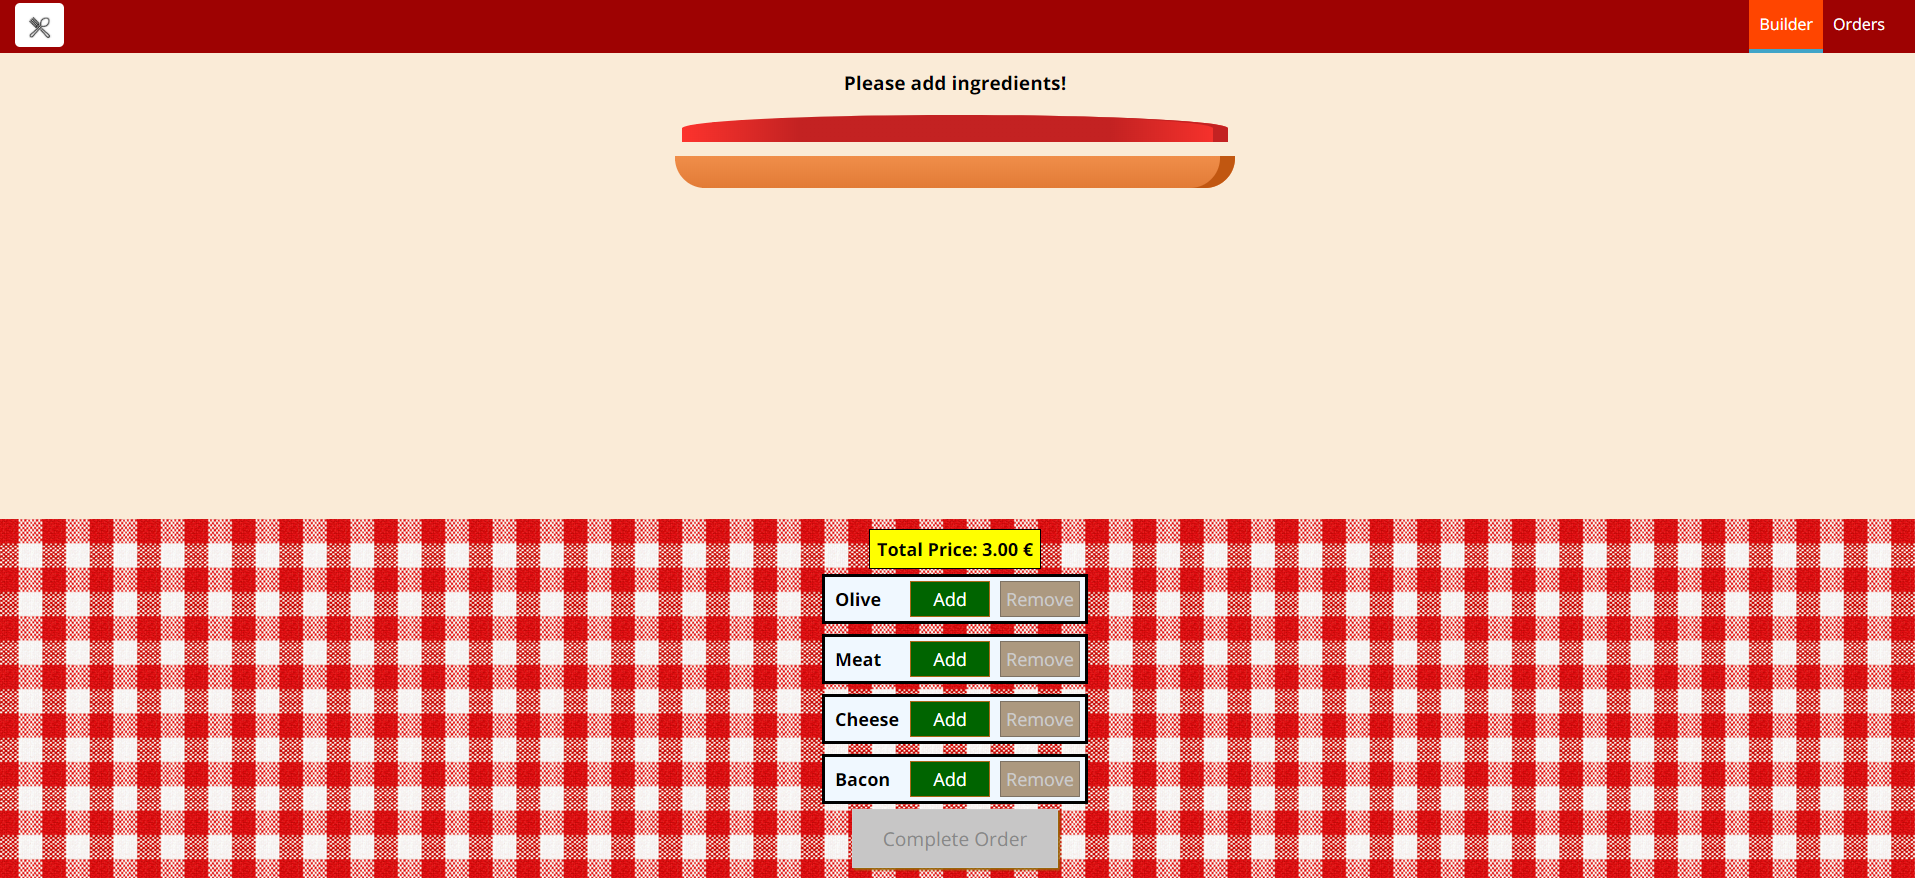 Builder Orders
Please add ingredients!
Total Price: 3.00 €
Olive Add Remove
Meat Add Remove
Cheese Add Remove
Bacon Add Remove
Complete Order